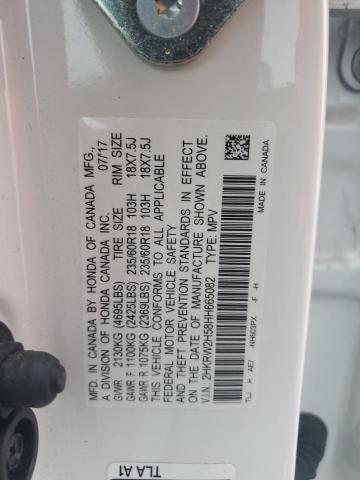 MFD. IN CANADA BY HONDA OF CANADA MFG.,
A DIVISION OF HONDA CANADA INC. 07/17
TIRE SIZE RIM SIZE
GVWR 2130KG (4695LBS)
GAWR F 1100KG (2425LBS) 235/60R18 103H 18X7.5J
GAWR R 1075KG (2369LBS) 235/60R18 103H 18X7.5J
THIS VEHICLE CONFORMS TO ALL APPLICABLE
FEDERAL MOTOR VEHICLE SAFETY
AND THEFT PREVENTION STANDARDS IN EFFECT
ON THE DATE OF MANUFACTURE SHOWN ABOVE.
V.I.N. 2HKRW2H58HH665082 TYPE: MPV
MADE IN CANADA
TLA A1